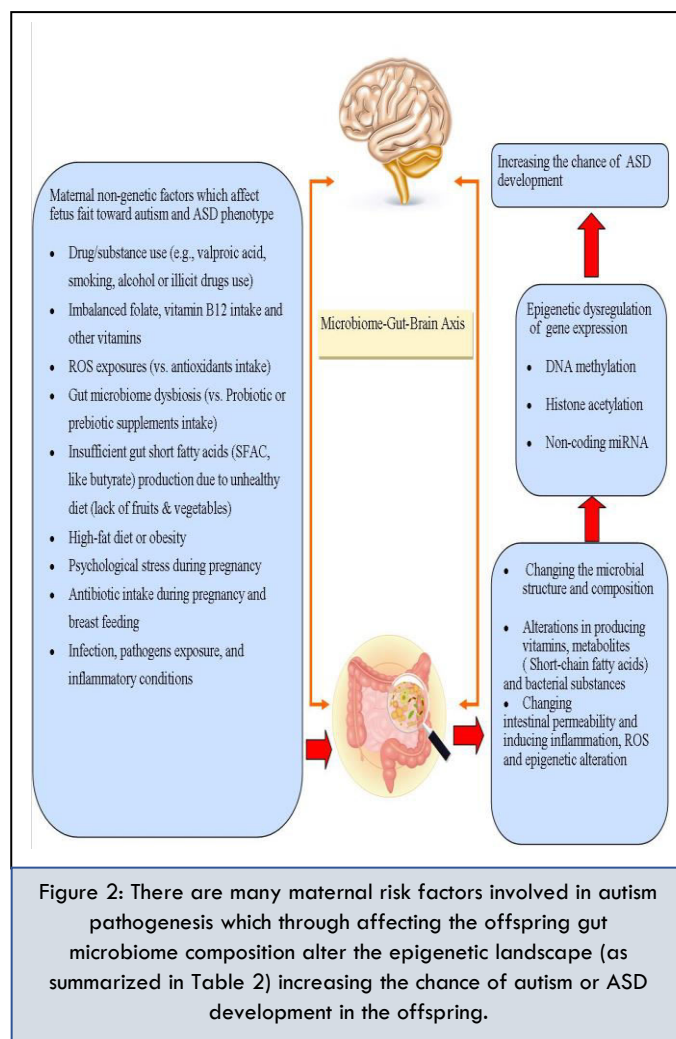 Maternal non-genetic factors which affect
fetus fait toward autism and ASD phenotype
• Drug/substance use (e.g., valproic acid,
smoking, alcohol or illicit drugs use)
• Imbalanced folate, vitamin B12 intake and
other vitamins
• ROS exposures (vs. antioxidants intake)
• Gut microbiome dysbiosis (vs. Probiotic or
prebiotic supplements intake)
• Insufficient gut short fatty acids (SFAC,
like butyrate) production due to unhealthy
diet (lack of fruits & vegetables)
• High-fat diet or obesity
• Psychological stress during pregnancy
• Antibiotic intake during pregnancy and
breast feeding
• Infection, pathogens exposure, and
inflammatory conditions
Microbiome-Gut-Brain Axis
Increasing the chance of ASD
development
Epigenetic dysregulation
of gene expression
• DNA methylation
• Histone acetylation
• Non-coding miRNA
• Changing the microbial
structure and composition
• Alterations in producing
vitamins, metabolites
( Short-chain fatty acids)
and bacterial substances
• Changing
intestinal permeability and
inducing inflammation, ROS
and epigenetic alteration
Figure 2: There are many maternal risk factors involved in autism
pathogenesis which through affecting the offspring gut
microbiome composition alter the epigenetic landscape (as
summarized in Table 2) increasing the chance of autism or ASD
development in the offspring.